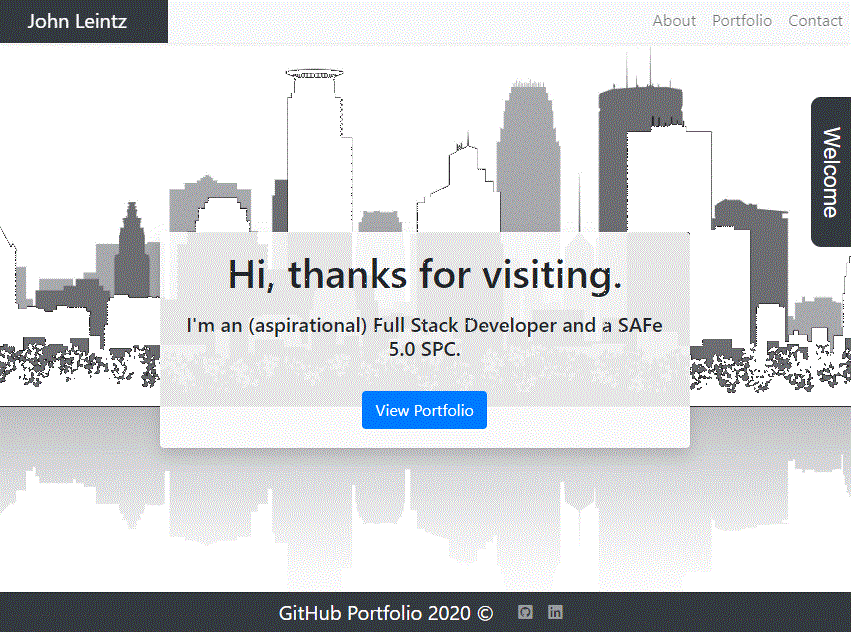 John Leintz
About Portfolio Contact
Welcome
Hi, thanks for visiting.
I'm an (aspirational) Full Stack Developer and a SAFe
5.0 SPC.
View Portfolio
GitHub Portfolio 2020 ©
in